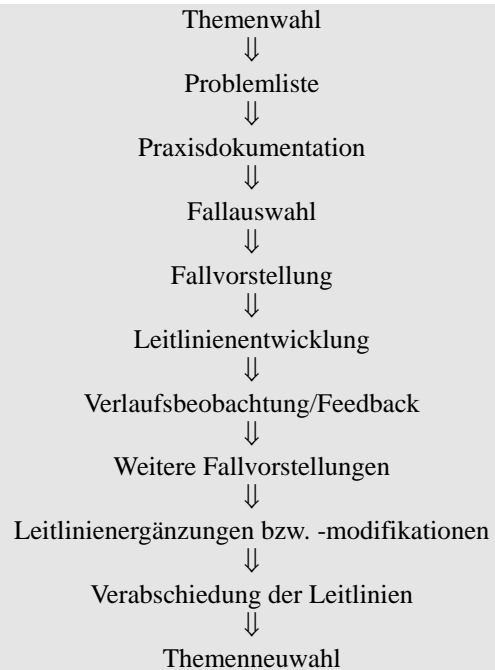 Themenwahl
⇓
Problemliste
⇓
Praxisdokumentation
⇓
Fallauswahl
⇓
Fallvorstellung
⇓
Leitlinienentwicklung
⇓
Verlaufsbeobachtung/Feedback
⇓
Weitere Fallvorstellungen
⇓
Leitlinienergänzungen bzw. -modifikationen
⇓
Verabschiedung der Leitlinien
⇓
Themenneuwahl